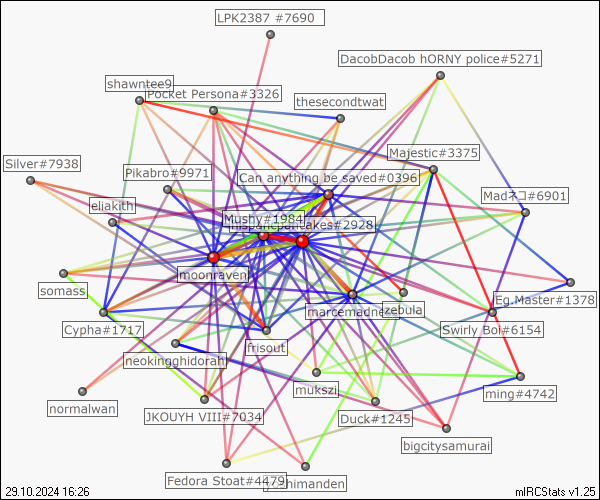 LPK2387 #7690
DacobDacob hORNY police#5271
shawntee9
Pocket Persona#3326
thesecondtwat
Majestic#3375
Silver#7938
Pikabro#9971
Can anything be saved#0396
Madネコ#6901
eliakith
Mushy#1984
#2928
moonraven
somass
Eg.Master#1378
zebula
marcemadness
Cypha#1717
Swirly Boi#6154
frisout
neokingghidorah
mukszi
ming#4742
normalwan
JKOUYH VIII#7034
Duck#1245
bigcitysamurai
Fedora Stoat#4479
shimanden
29.10.2024 16:26
mIRCStats v1.25